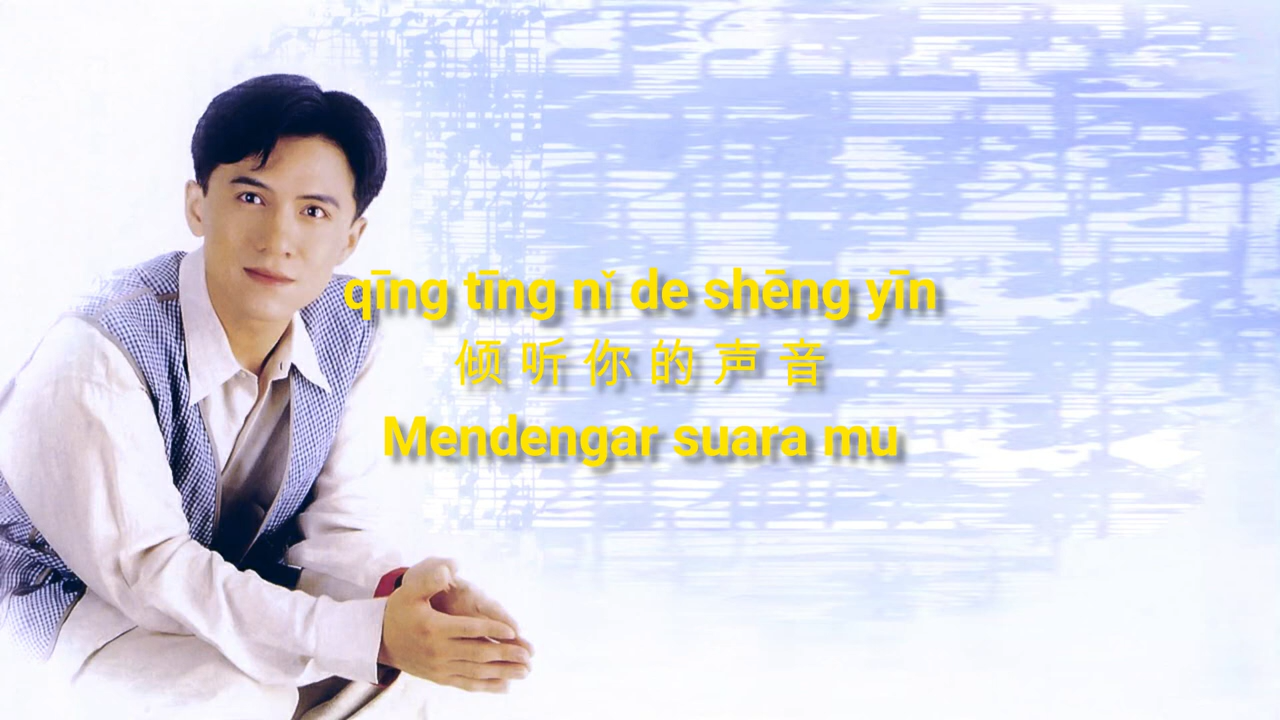 qīng tīng nǐ de shēng yīn
倾 听 你 的 声 音
Mendengar suara mu